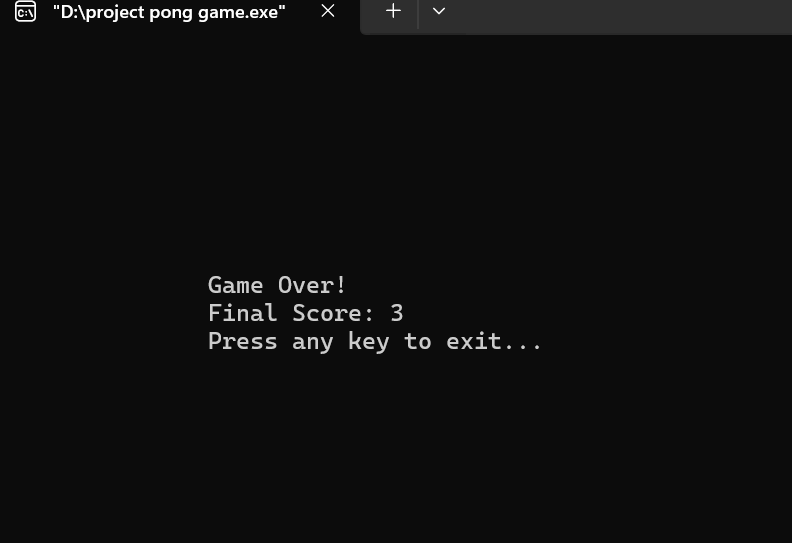 "D:\project pong game.exe"
Game Over!
Final Score: 3
Press any key to exit...